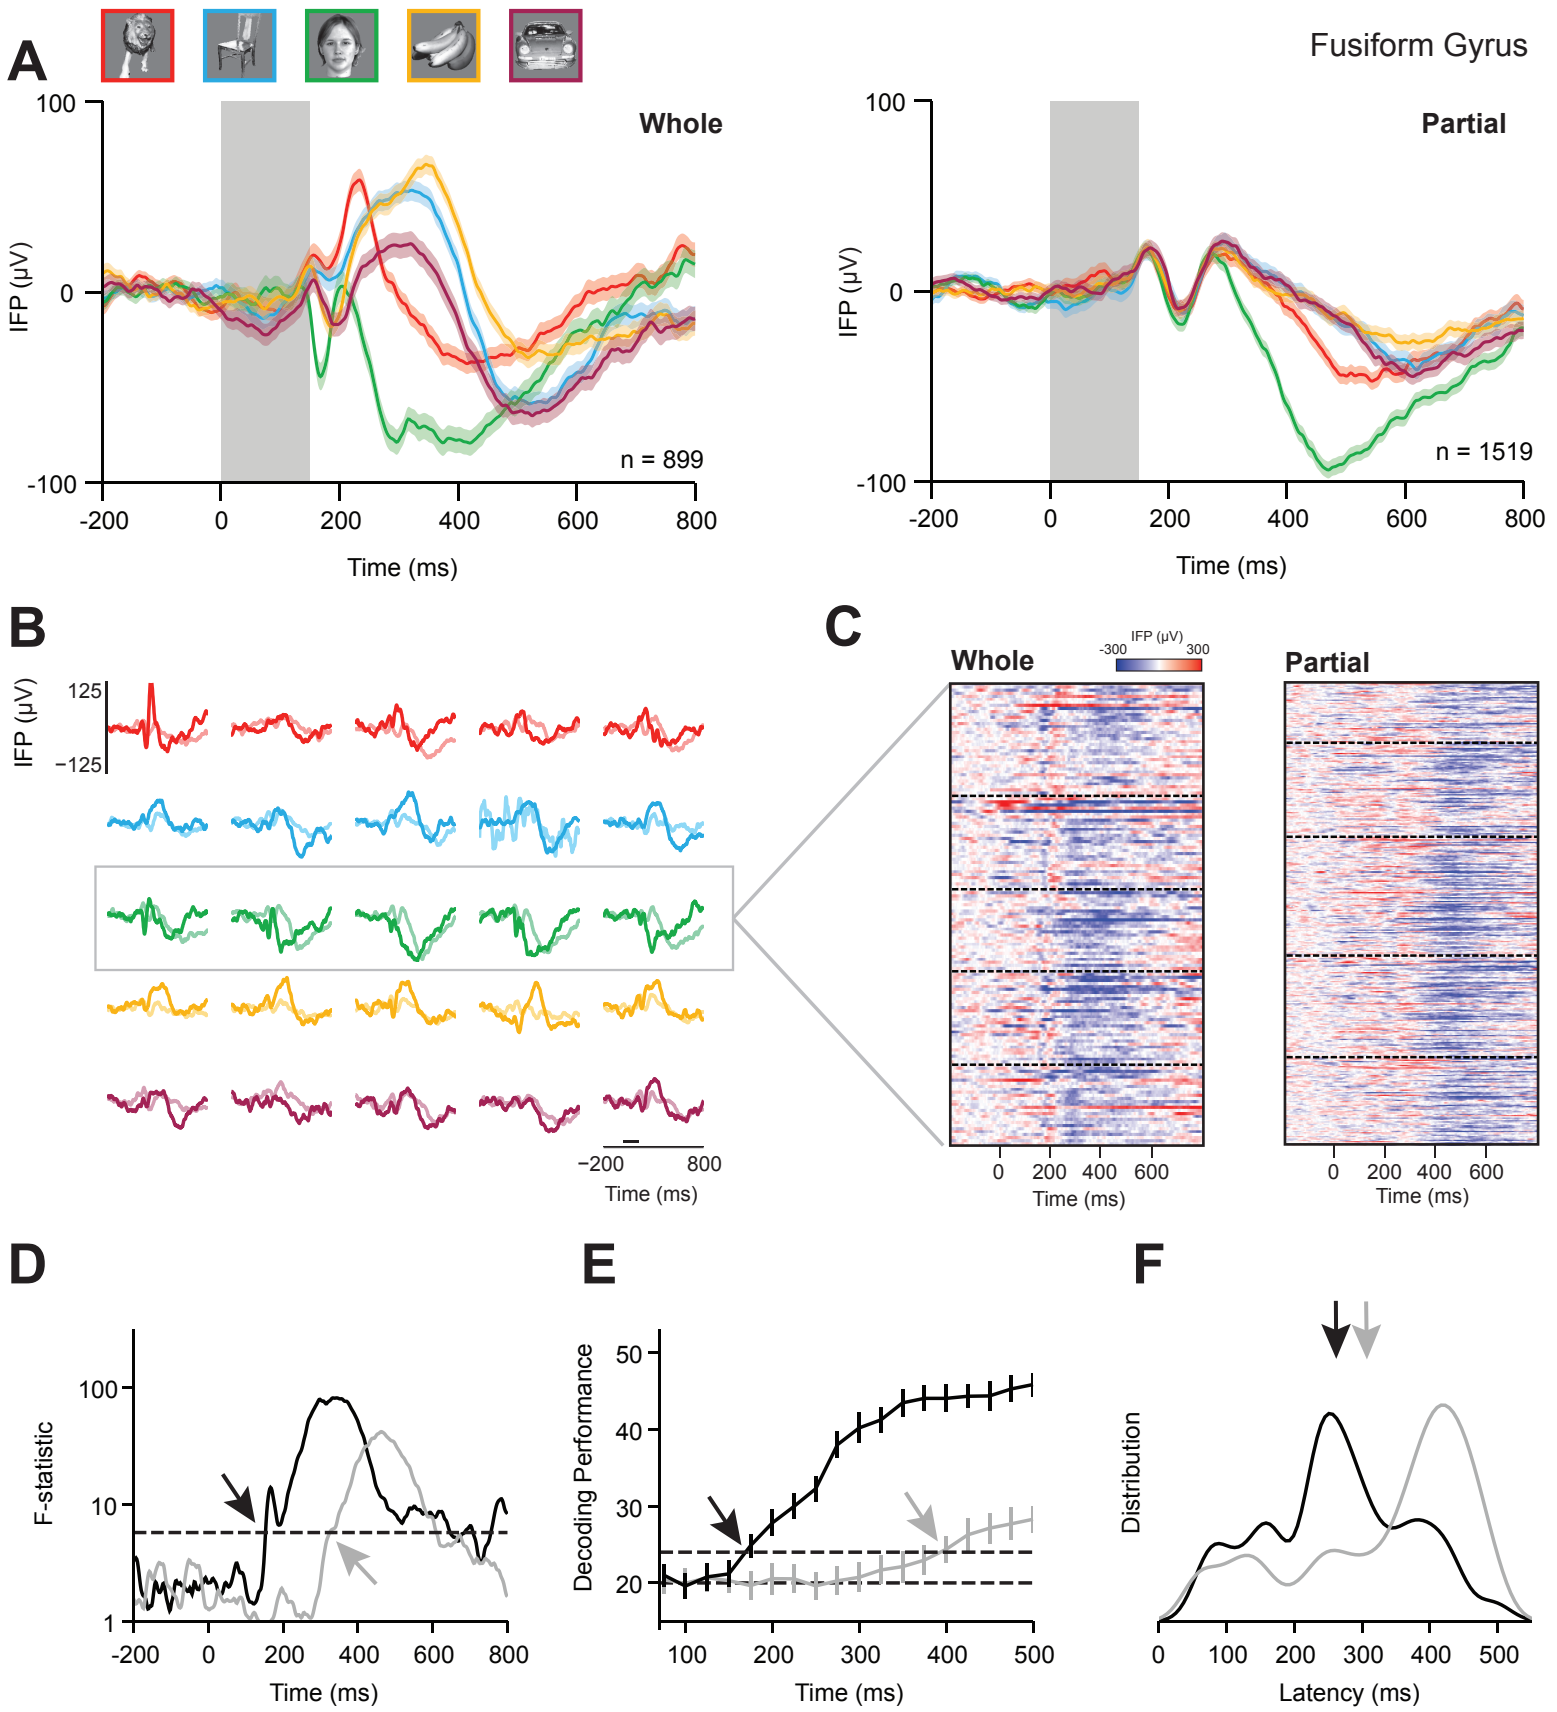 A
Fusiform Gyrus
Whole
100
0
-100
IFP (µV)
n = 899
-200 0 200 400 600 800
Time (ms)
Partial
100
0
-100
IFP (µV)
n = 1519
-200 0 200 400 600 800
Time (ms)
B
IFP (µV)
125
−125
−200 800
Time (ms)
C
Whole
IFP (µV)
-300 300
0 200 400 600
Time (ms)
Partial
0 200 400 600
Time (ms)
D
F-statistic
100
10
1
-200 0 200 400 600 800
Time (ms)
E
Decoding Performance
50
40
30
20
100 200 300 400 500
Time (ms)
F
Distribution
0 100 200 300 400 500
Latency (ms)